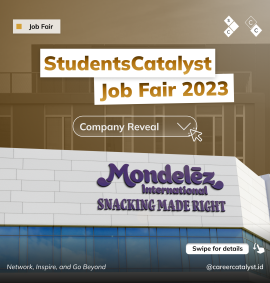 Job Fair
StudentsCatalyst
Job Fair 2023
Company Reveal
Mondelēz
International
SNACKING MADE RIGHT
Swipe for details
Network, Inspire, and Go Beyond
@careercatalyst.id